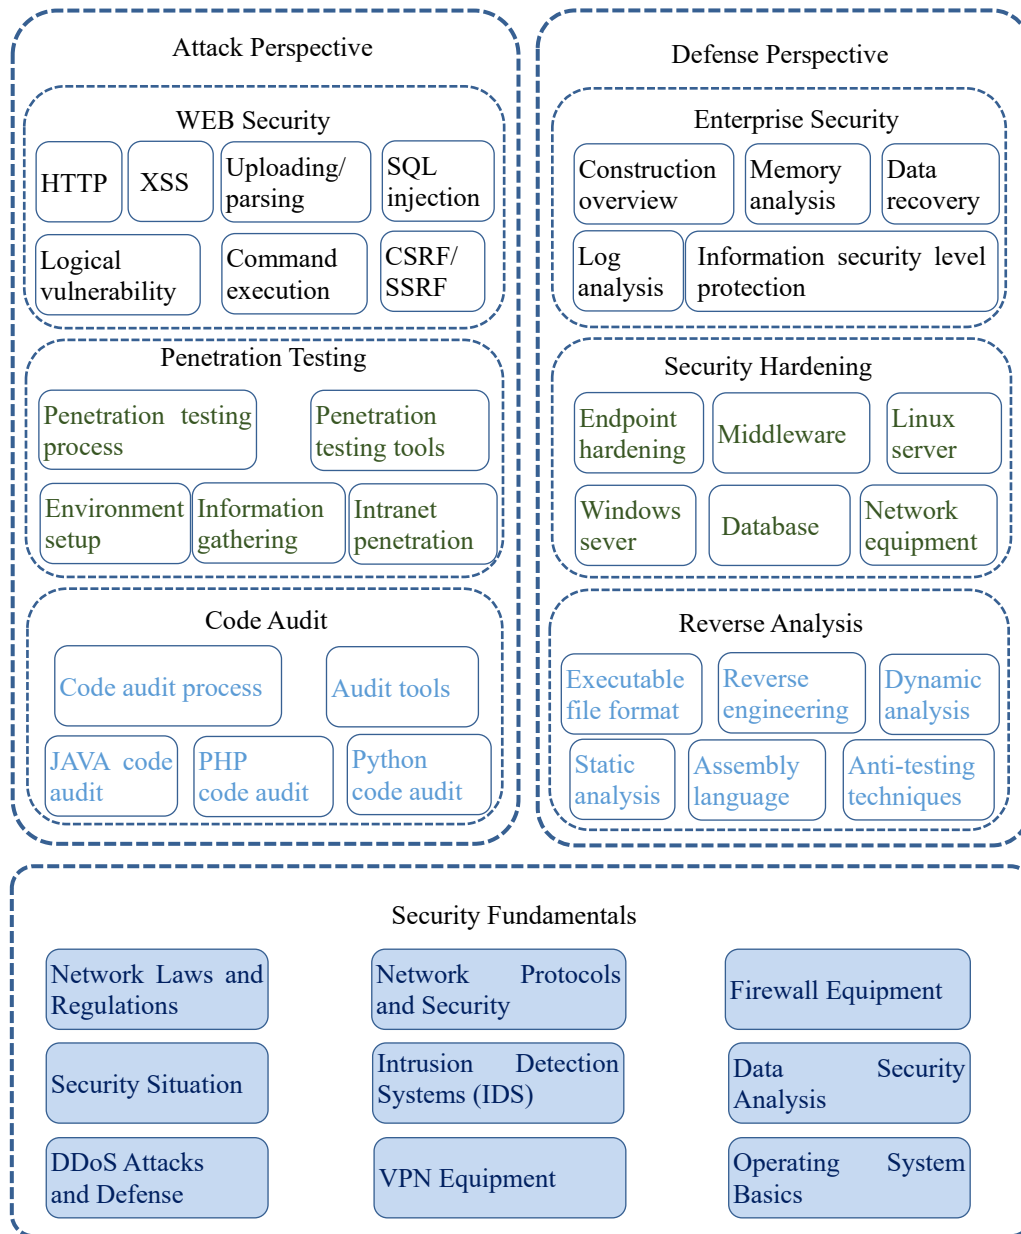 Attack Perspective
WEB Security
HTTP
XSS
Uploading/
parsing
SQL
injection
Logical
vulnerability
Command
execution
CSRF/
SSRF
Penetration Testing
Penetration testing
process
Penetration
testing tools
Environment
setup
Information
gathering
Intranet
penetration
Code Audit
Code audit process
Audit tools
JAVA code
audit
PHP
code audit
Python
code audit
Defense Perspective
Enterprise Security
Construction
overview
Memory
analysis
Data
recovery
Log
analysis
Information security level
protection
Security Hardening
Endpoint
hardening
Middleware
Linux
server
Windows
sever
Database
Network
equipment
Reverse Analysis
Executable
file format
Reverse
engineering
Dynamic
analysis
Static
analysis
Assembly
language
Anti-testing
techniques
Security Fundamentals
Network Laws and
Regulations
Network Protocols
and Security
Firewall Equipment
Security Situation
Intrusion Detection
Systems (IDS)
Data Security
Analysis
DDoS Attacks
and Defense
VPN Equipment
Operating System
Basics